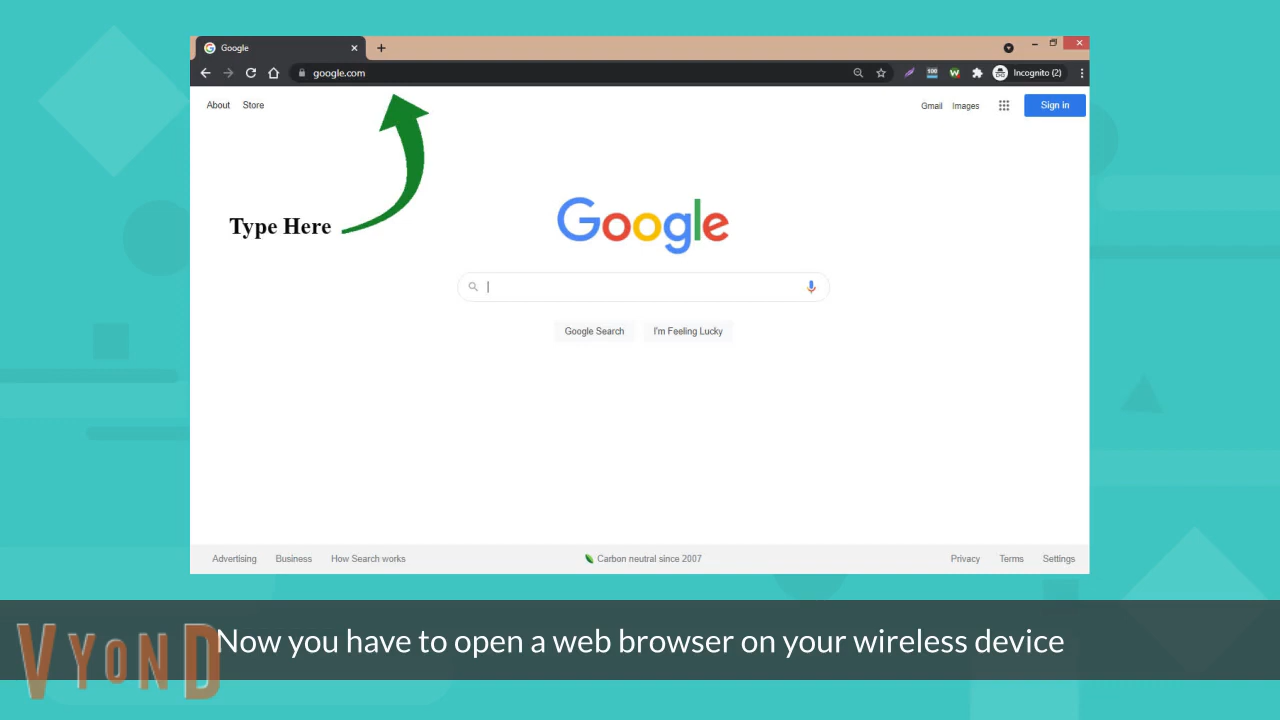 Google
google.com
100
W
Incognito (2)
About Store
Gmail Images
Sign in
Type Here
Google
Google Search I'm Feeling Lucky
Advertising Business How Search works
Carbon neutral since 2007
Privacy Terms Settings
Now you have to open a web browser on your wireless device
VYOND